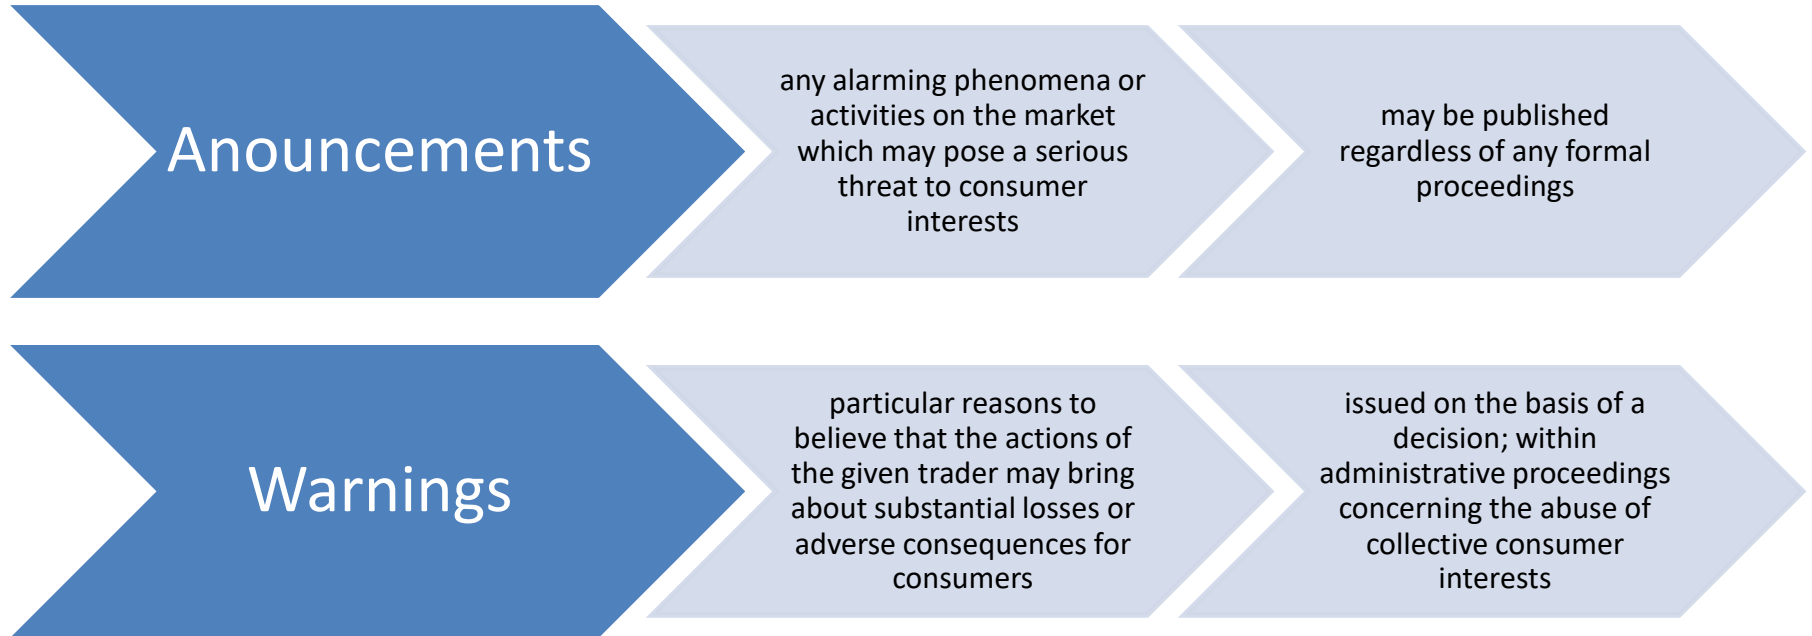 Anouncements
any alarming phenomena or
activities on the market
which may pose a serious
threat to consumer
interests
may be published
regardless of any formal
proceedings
Warnings
particular reasons to
believe that the actions of
the given trader may bring
about substantial losses or
adverse consequences for
consumers
issued on the basis of a
decision; within
administrative proceedings
concerning the abuse of
collective consumer
interests